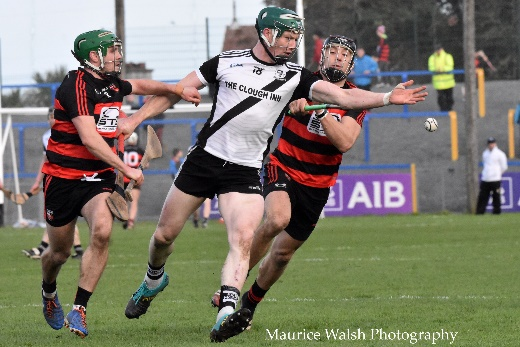 THE CLOUGH INN
AIB
Maurice Walsh Photography